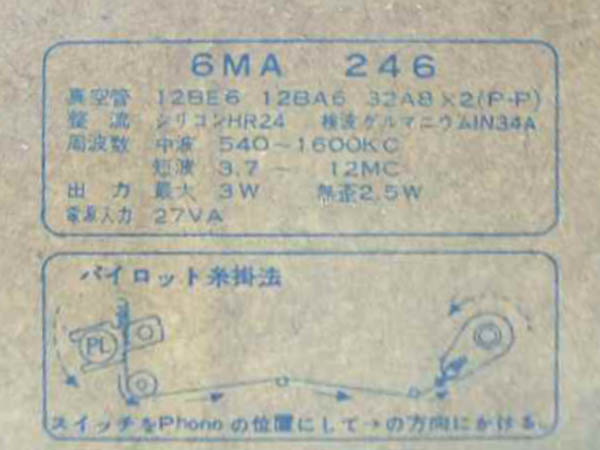 6MA 246
真空管 12BE6 12BA6 32A8×2(P-P)
整流 シリコンHR24 検波ゲルマニウムIN34A
周波数 中波 540~1600KC
短波 3.7~ 12MC
出力 最大 3W 無歪2.5W
電源入力 27VA
パイロット糸掛法
PL
スイッチをPhonoの位置にして→の方向にかける。